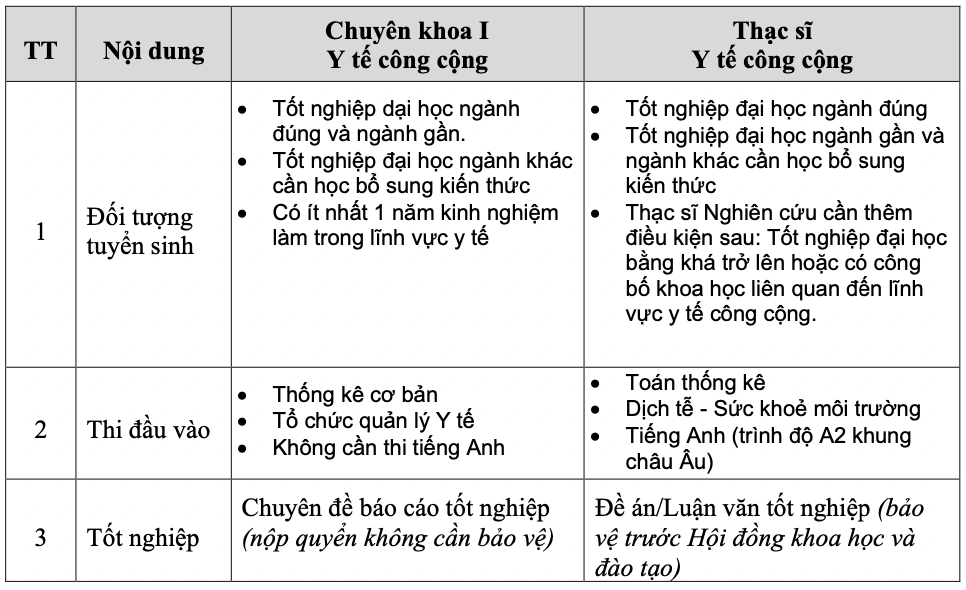 TT
Nội dung
Chuyên khoa I
Y tế công cộng
Thạc sĩ
Y tế công cộng
1
Đối tượng
tuyển sinh
• Tốt nghiệp dại học ngành
đúng và ngành gần.
• Tốt nghiệp đại học ngành khác
cần học bổ sung kiến thức
• Có ít nhất 1 năm kinh nghiệm
làm trong lĩnh vực y tế
• Tốt nghiệp đại học ngành đúng
• Tốt nghiệp đại học ngành gần và
ngành khác cần học bổ sung
kiến thức
• Thạc sĩ Nghiên cứu cần thêm
điều kiện sau: Tốt nghiệp đại học
bằng khá trở lên hoặc có công
bố khoa học liên quan đến lĩnh
vực y tế công cộng.
2
Thi đầu vào
• Thống kê cơ bản
• Tổ chức quản lý Y tế
• Không cần thi tiếng Anh
• Toán thống kê
• Dịch tễ - Sức khoẻ môi trường
• Tiếng Anh (trình độ A2 khung
châu Âu)
3
Tốt nghiệp
Chuyên đề báo cáo tốt nghiệp
(nộp quyển không cần bảo vệ)
Đề án/Luận văn tốt nghiệp (bảo
vệ trước Hội đồng khoa học và
đào tạo)